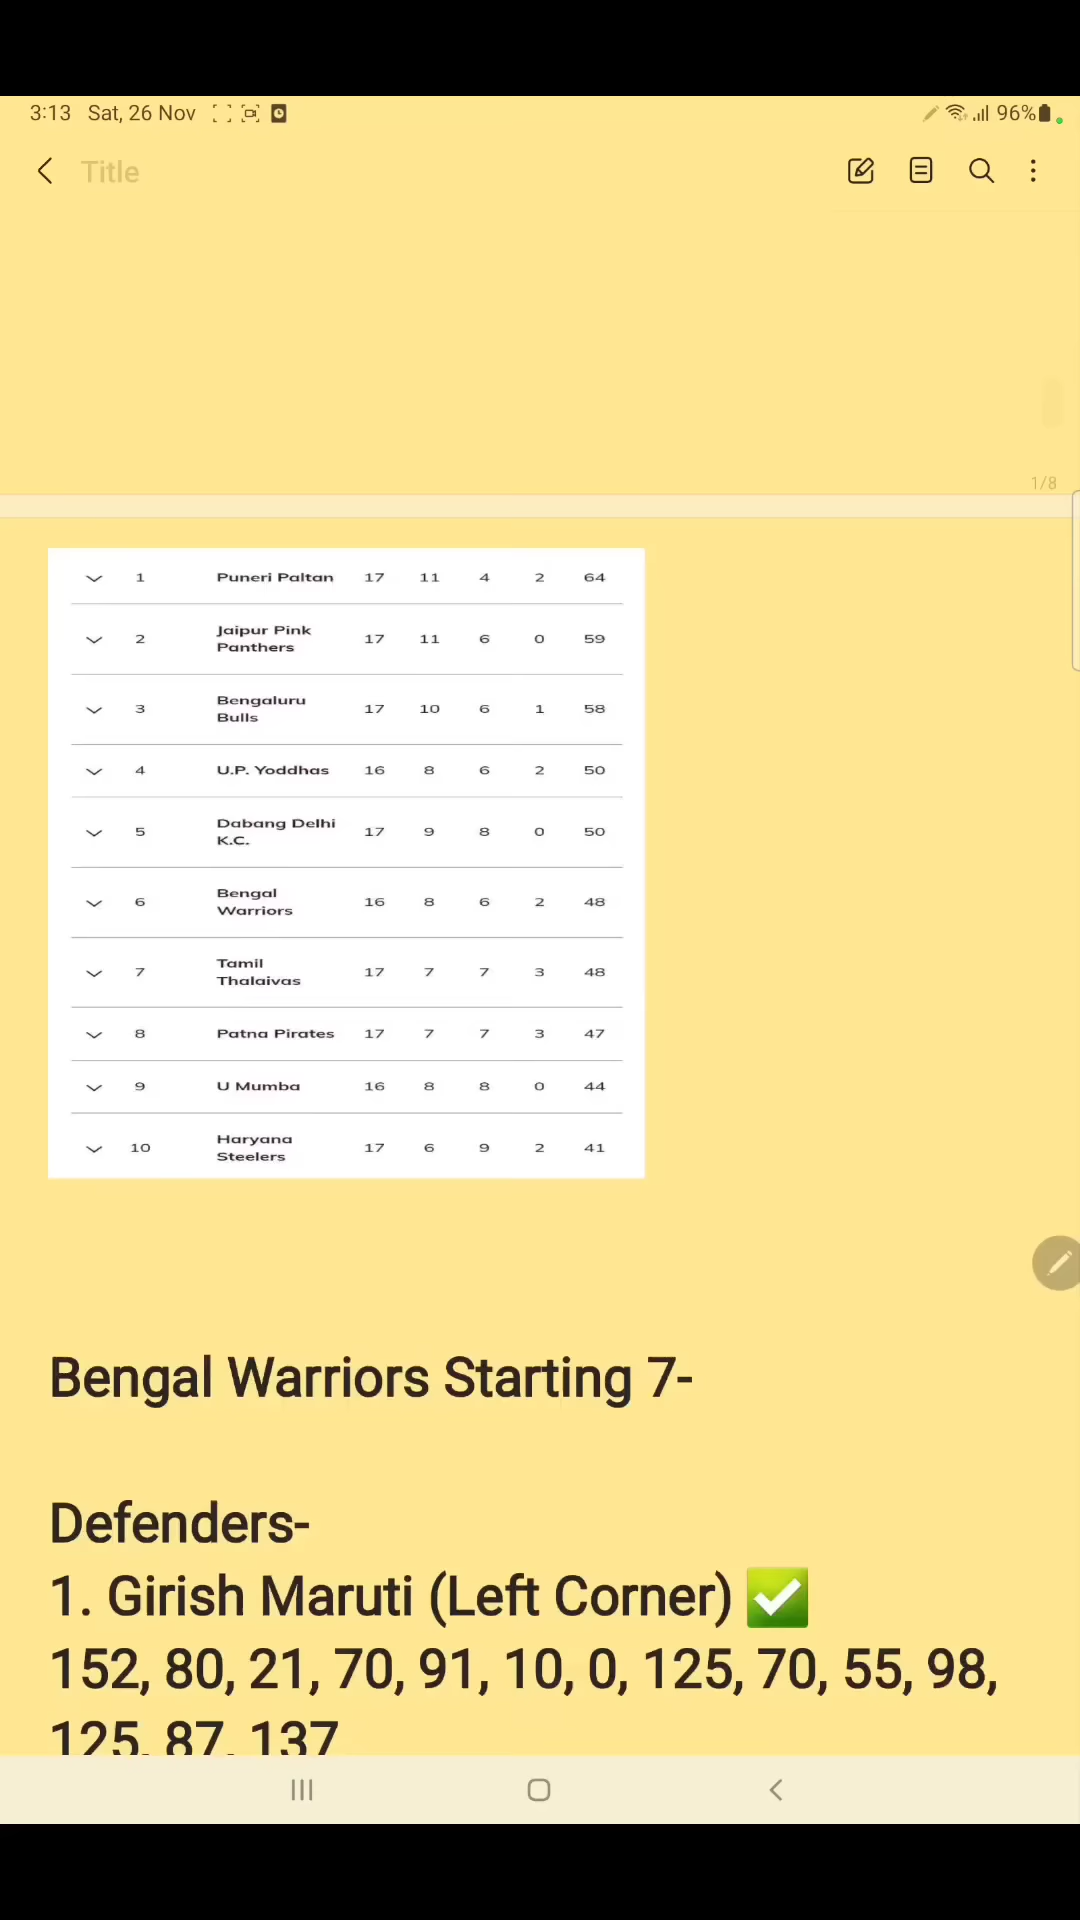 3:13 Sat, 26 Nov 96%
Title
1/8
1 Puneri Paltan 17 11 4 2 64
2 Jaipur Pink Panthers 17 11 6 0 59
3 Bengaluru Bulls 17 10 6 1 58
4 U.P. Yoddhas 16 8 6 2 50
5 Dabang Delhi K.C. 17 9 8 0 50
6 Bengal Warriors 16 8 6 2 48
7 Tamil Thalaivas 17 7 7 3 48
8 Patna Pirates 17 7 7 3 47
9 U Mumba 16 8 8 0 44
10 Haryana Steelers 17 6 9 2 41
Bengal Warriors Starting 7-
Defenders-
1. Girish Maruti (Left Corner) ✅
152, 80, 21, 70, 91, 10, 0, 125, 70, 55, 98,
125, 87, 137